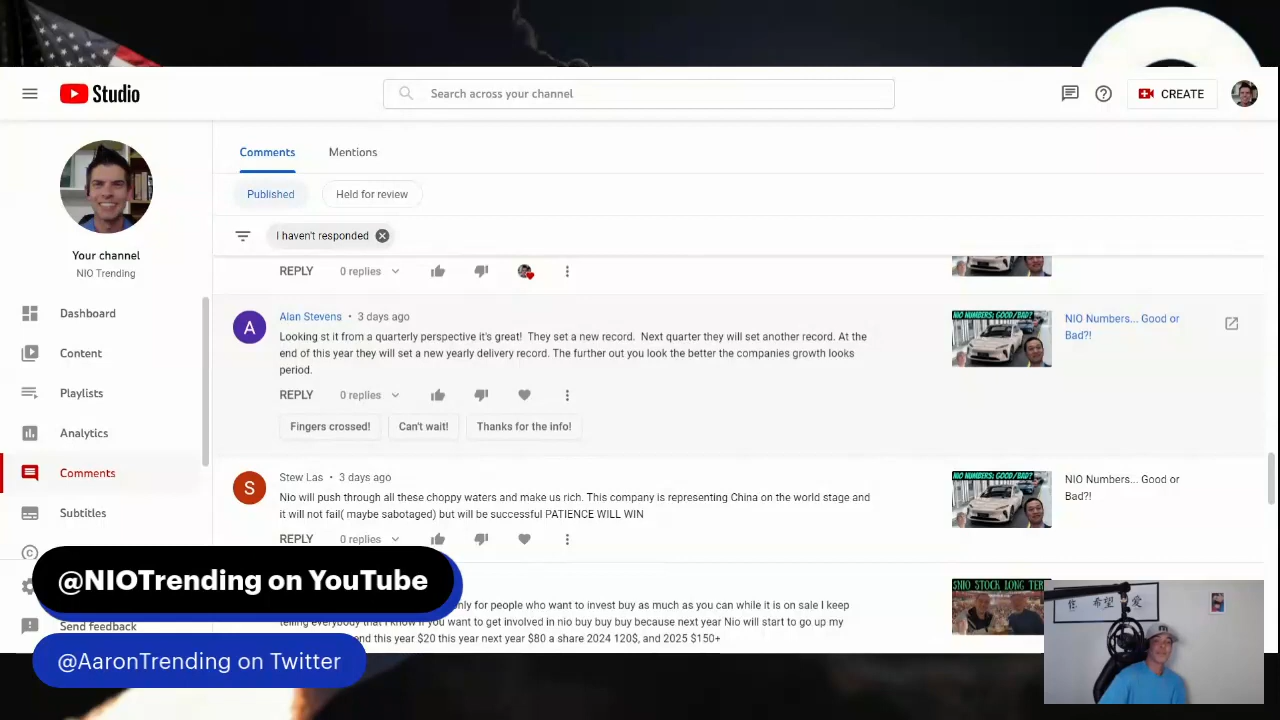 Studio
Search across your channel
CREATE
Your channel
NIO Trending
Dashboard
Content
Playlists
Analytics
Comments
Subtitles
Send feedback
Comments
Mentions
Published
Held for review
I haven't responded
REPLY 0 replies
A
Alan Stevens • 3 days ago
Looking st it from a quarterly perspective it's great! They set a new record. Next quarter they will set another record. At the
end of this year they will set a new yearly delivery record. The further out you look the better the companies growth looks
period.
REPLY 0 replies
Fingers crossed!
Can't wait!
Thanks for the info!
NIO NUMBERS: GOOD/BAD?
NIO Numbers... Good or
Bad?!
S
Stew Las • 3 days ago
Nio will push through all these choppy waters and make us rich. This company is representing China on the world stage and
it will not fail( maybe sabotaged) but will be successful PATIENCE WILL WIN
REPLY 0 replies
NIO NUMBERS: GOOD/BAD?
NIO Numbers... Good or
Bad?!
only for people who want to invest buy as much as you can while it is on sale I keep
telling everybody that I know if you want to get involved in nio buy buy buy because next year Nio will start to go up my
end this year $20 this year next year $80 a share 2024 120$, and 2025 $150+
$NIO STOCK LONG TER
@NIOTrending on YouTube
@AaronTrending on Twitter
希望 爱